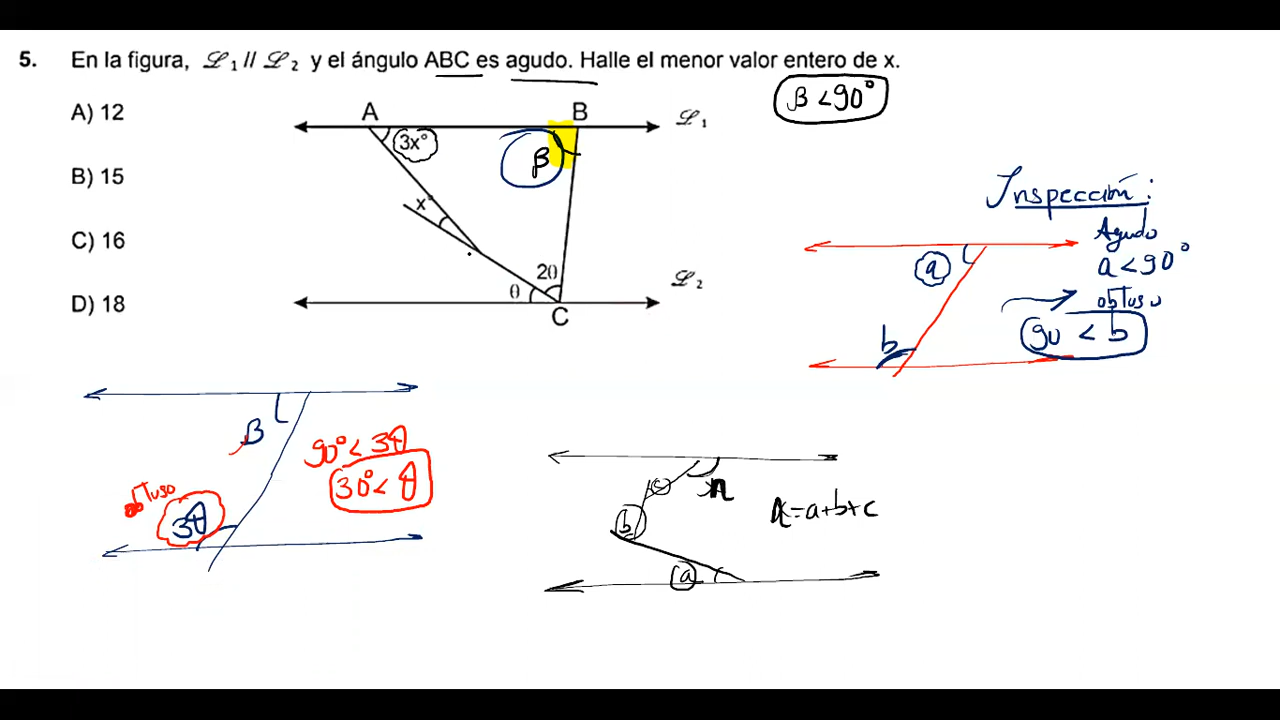 5. En la figura, ℒ₁ // ℒ₂ y el ángulo ABC es agudo. Halle el menor valor entero de x.
β < 90°
A) 12
B) 15
C) 16
D) 18
A
B
ℒ₁
3x°
β
x°
2θ
θ
C
ℒ₂
Inspección:
Agudo
a < 90°
obtuso
90 < b
a
b
β
90° < 3θ
30° < θ
obtuso
3θ
c
b
a
x
x = a+b+c